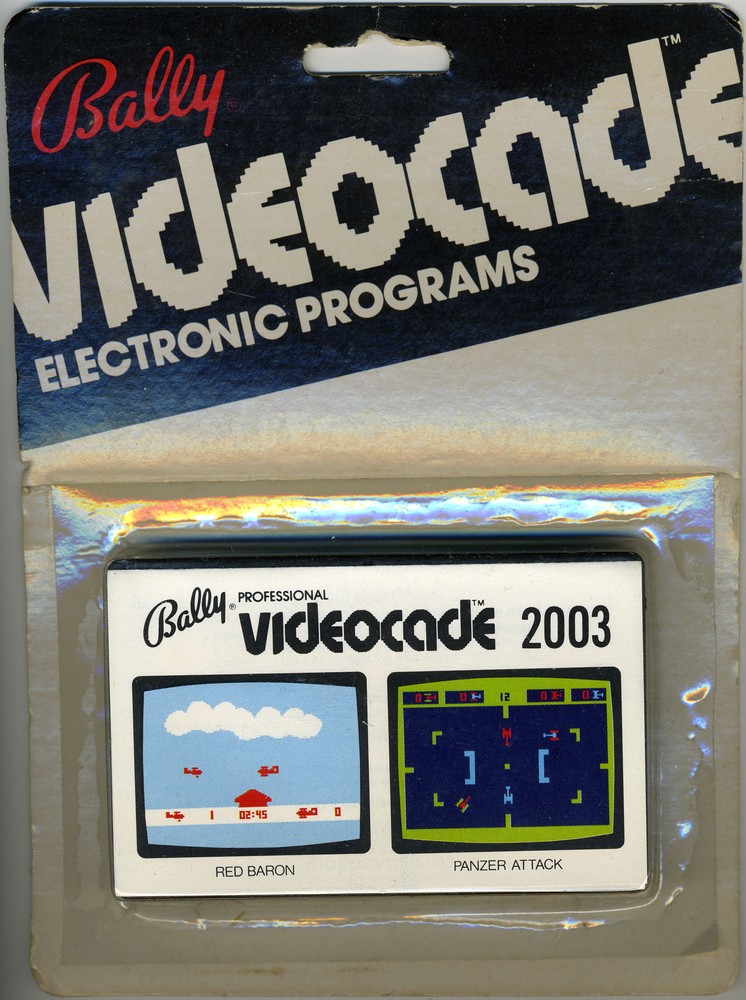 Bally
VIDEOCADE™
ELECTRONIC PROGRAMS
Bally® PROFESSIONAL
VIDEOCADE™ 2003
12
1 02:45 0
RED BARON
PANZER ATTACK